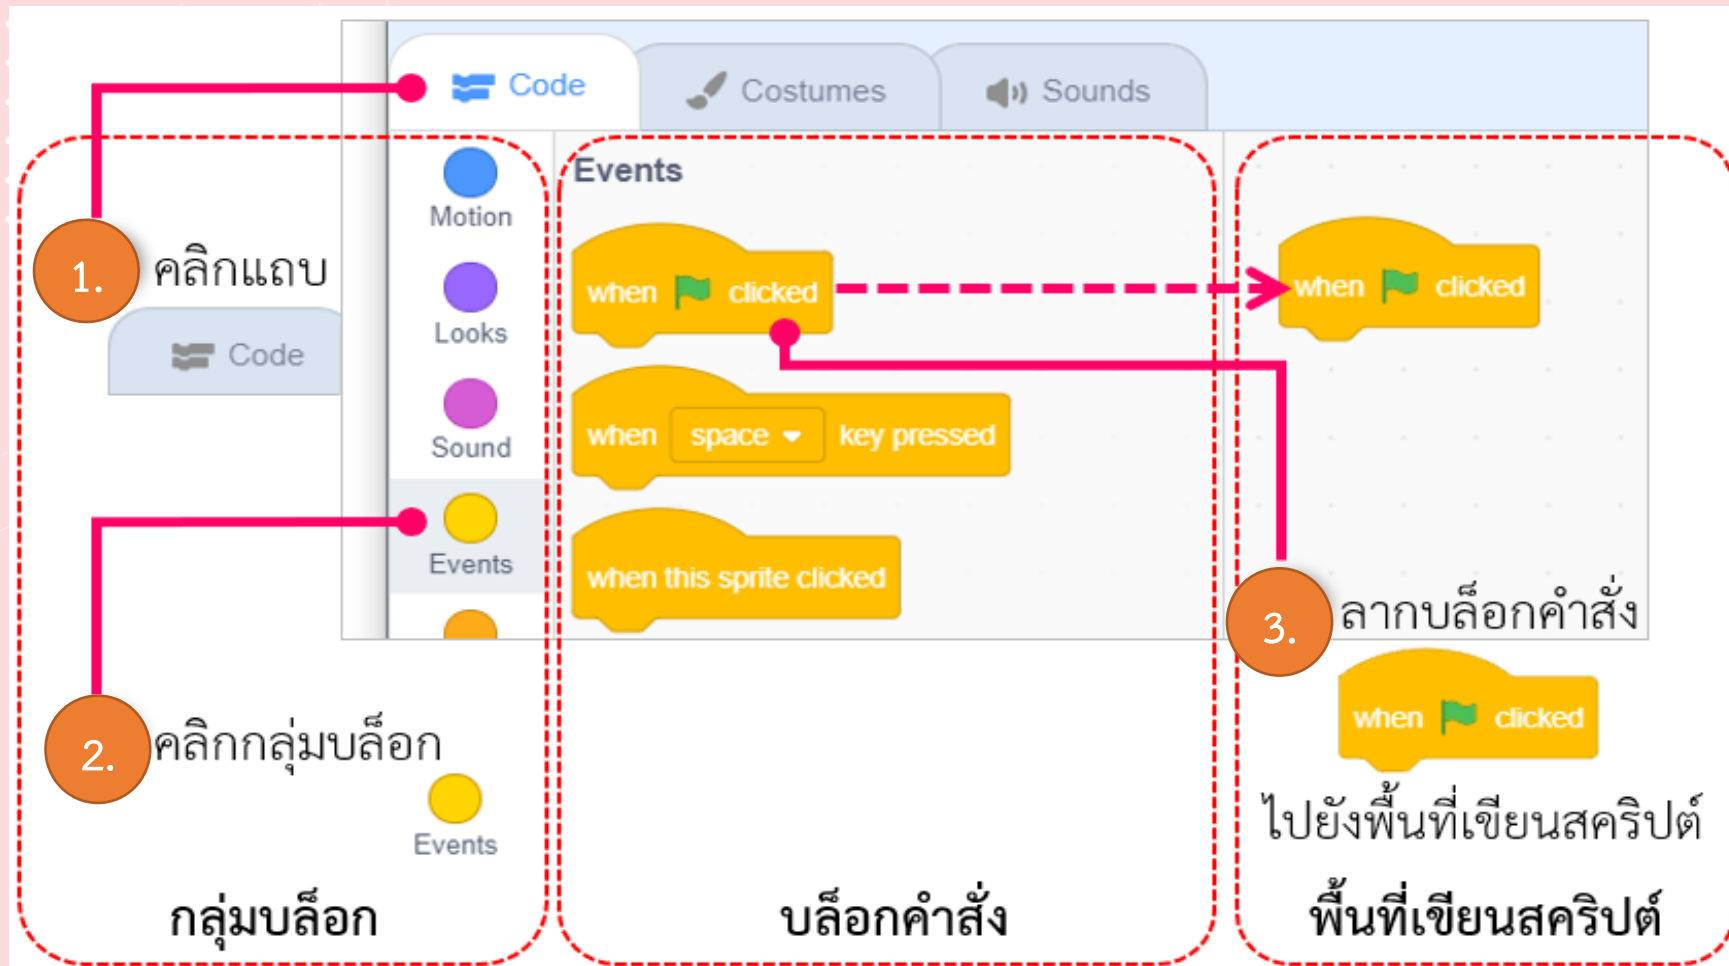 Code
Costumes
Sounds
Motion
Looks
Sound
Events
Events
when clicked
when space key pressed
when this sprite clicked
when clicked
1. คลิกแถบ
Code
2. คลิกกลุ่มบล็อก
Events
3. ลากบล็อกคำสั่ง
when clicked
ไปยังพื้นที่เขียนสคริปต์
กลุ่มบล็อก
บล็อกคำสั่ง
พื้นที่เขียนสคริปต์